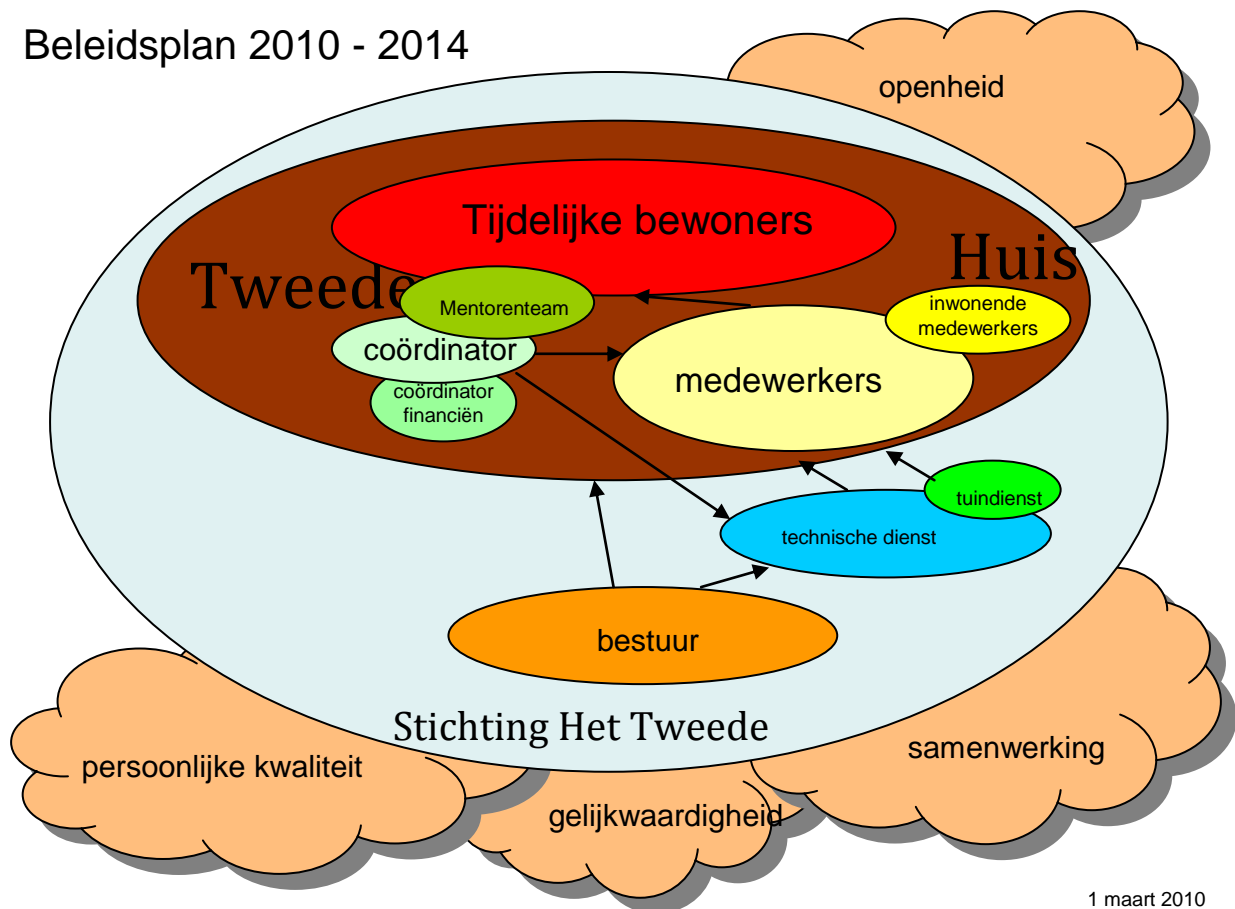 Beleidsplan 2010 - 2014
openheid
Tijdelijke bewoners
Tweede
Huis
Mentorenteam
inwonende
medewerkers
coördinator
medewerkers
coördinator
financiën
tuindienst
technische dienst
bestuur
Stichting Het Tweede
samenwerking
persoonlijke kwaliteit
gelijkwaardigheid
1 maart 2010